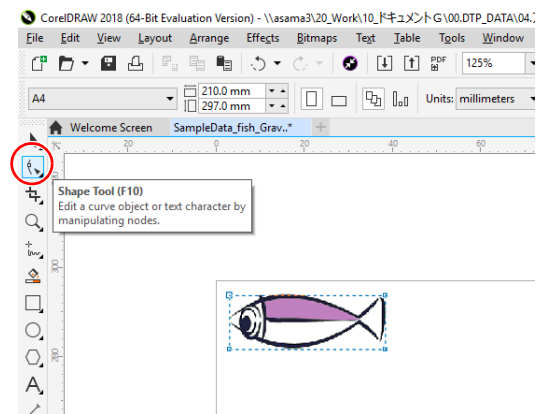 CorelDRAW 2018 (64-Bit Evaluation Version) - \\asama3\20_Work\10_ドキュメントG\00.DTP_DATA\04.
File Edit View Layout Arrange Effects Bitmaps Text Table Tools Window
PDF 125%
A4 210.0 mm 297.0 mm Units: millimeters
Welcome Screen SampleData_fish_Grav..*
20 0 20 40 60
Shape Tool (F10)
Edit a curve object or text character by
manipulating nodes.
300
280